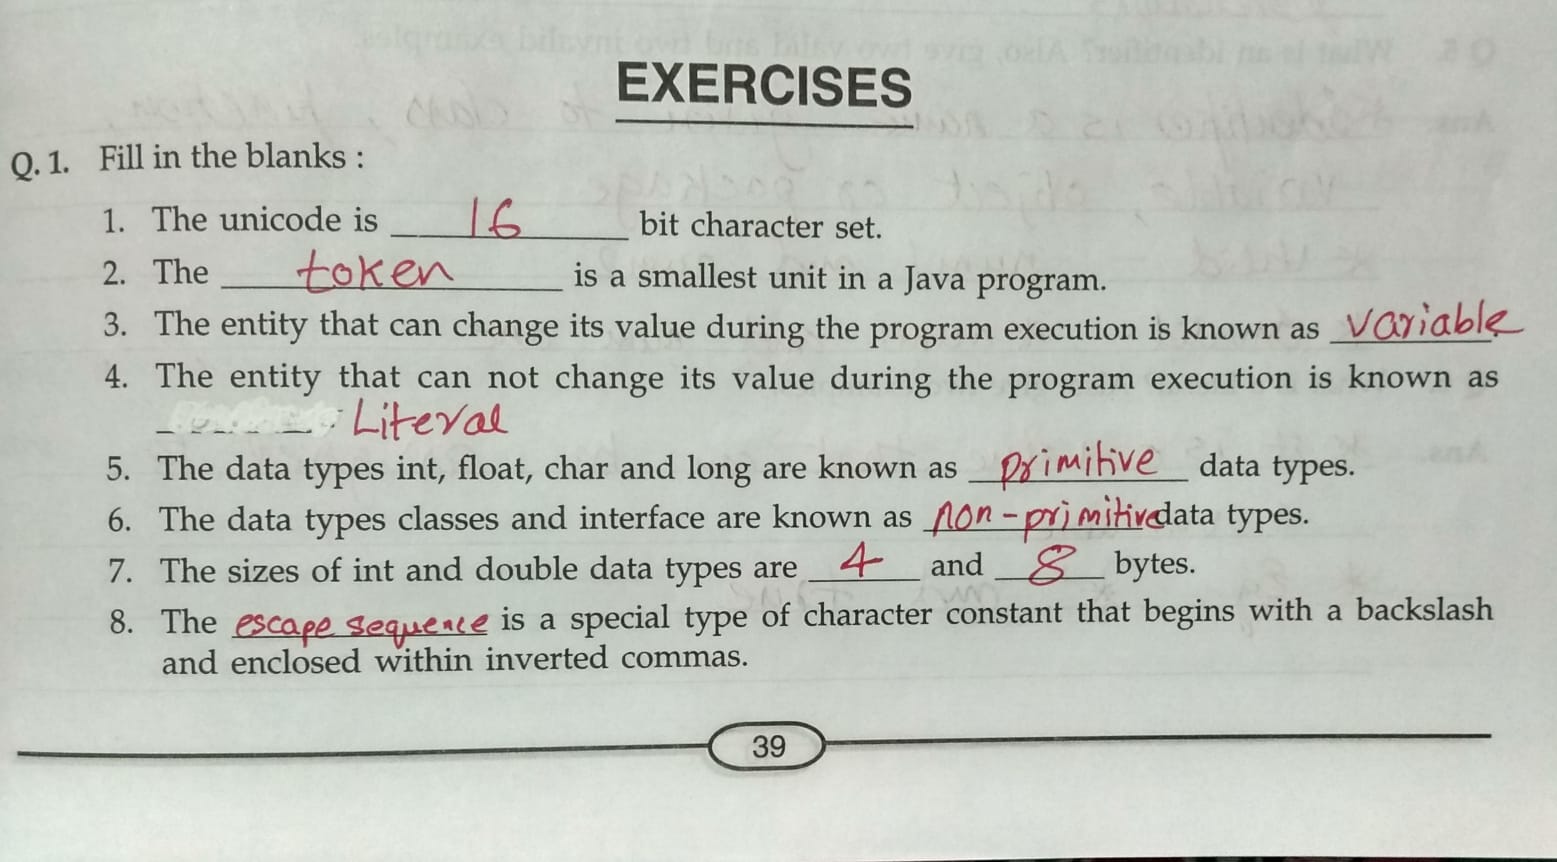 EXERCISES
Q. 1. Fill in the blanks :
1. The unicode is 16 bit character set.
2. The token is a smallest unit in a Java program.
3. The entity that can change its value during the program execution is known as variable.
4. The entity that can not change its value during the program execution is known as
Literal
5. The data types int, float, char and long are known as primitive data types.
6. The data types classes and interface are known as non-primitive data types.
7. The sizes of int and double data types are 4 and 8 bytes.
8. The escape sequence is a special type of character constant that begins with a backslash
and enclosed within inverted commas.
39